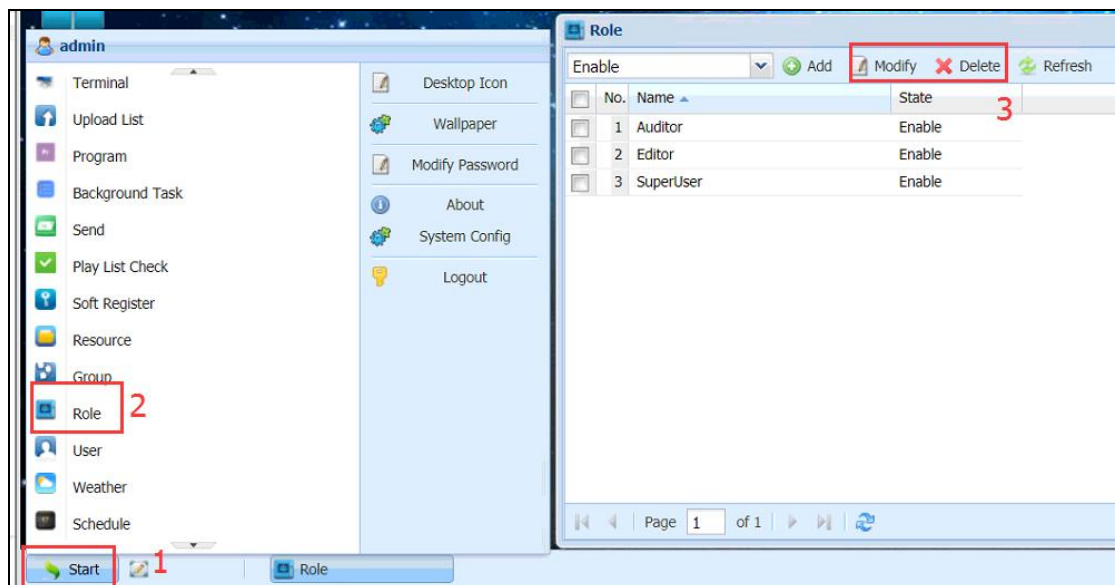 admin
Terminal
Upload List
Program
Background Task
Send
Play List Check
Soft Register
Resource
Group
Role
2
User
Weather
Schedule
Desktop Icon
Wallpaper
Modify Password
About
System Config
Logout
Start
1
Role
Role
Enable Add Modify Delete Refresh
3
No. Name State
1 Auditor Enable
2 Editor Enable
3 SuperUser Enable
Page 1 of 1